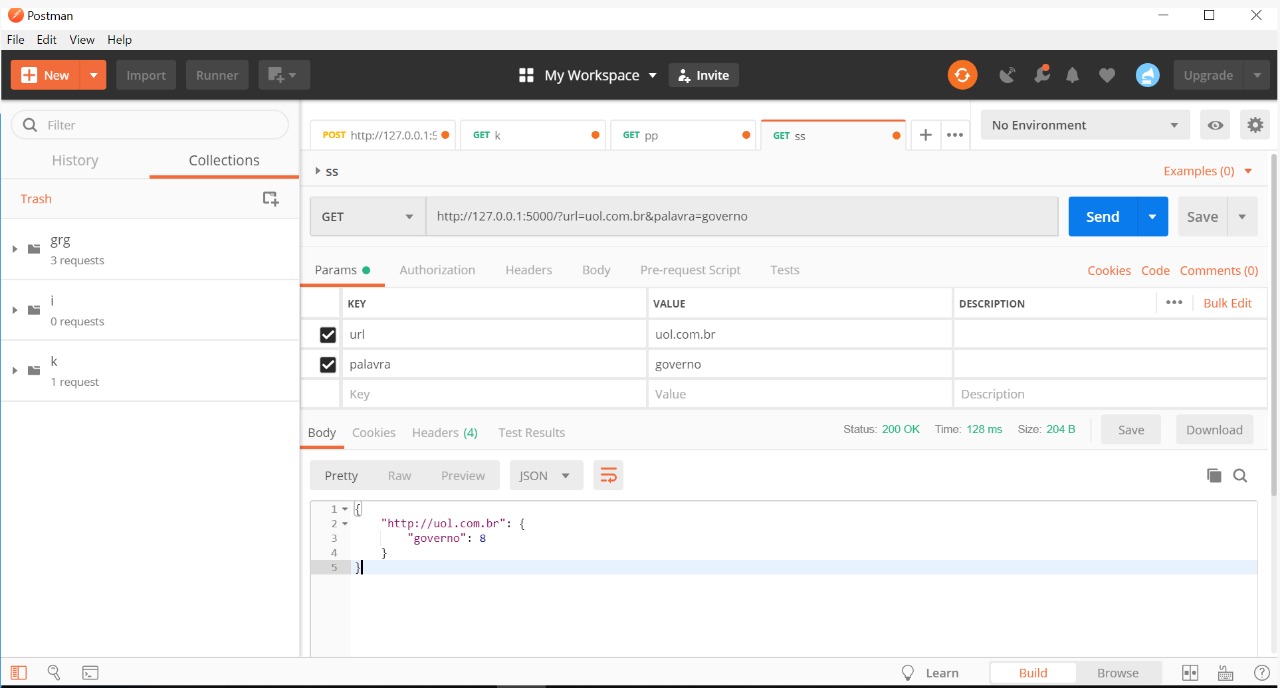 Postman
File Edit View Help
New Import Runner My Workspace Invite Upgrade
Filter
History Collections
Trash
grg
3 requests
i
0 requests
k
1 request
POST http://127.0.0.1:5 GET k GET pp GET ss No Environment
ss Examples (0)
GET http://127.0.0.1:5000/?url=uol.com.br&palavra=governo Send Save
Params Authorization Headers Body Pre-request Script Tests Cookies Code Comments (0)
KEY VALUE DESCRIPTION Bulk Edit
url uol.com.br
palavra governo
Key Value Description
Body Cookies Headers (4) Test Results Status: 200 OK Time: 128 ms Size: 204 B Save Download
Pretty Raw Preview JSON
1 {
2 "http://uol.com.br": {
3 "governo": 8
4 }
5 }
Learn Build Browse